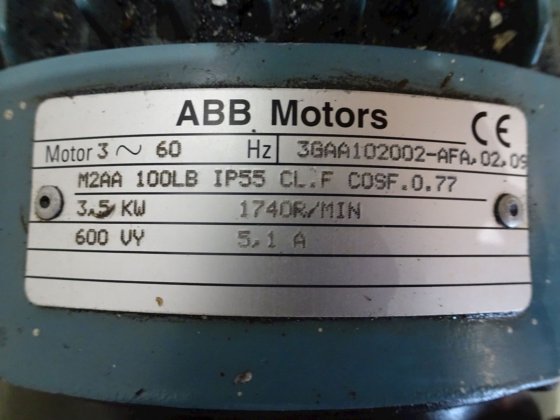 ABB Motors
CE
Motor 3 ~ 60 Hz 3GAA102002-AFA,02,09
M2AA 100LB IP55 CL.F COSF.0.77
3,5 KW 1740R/MIN
600 VY 5,1 A